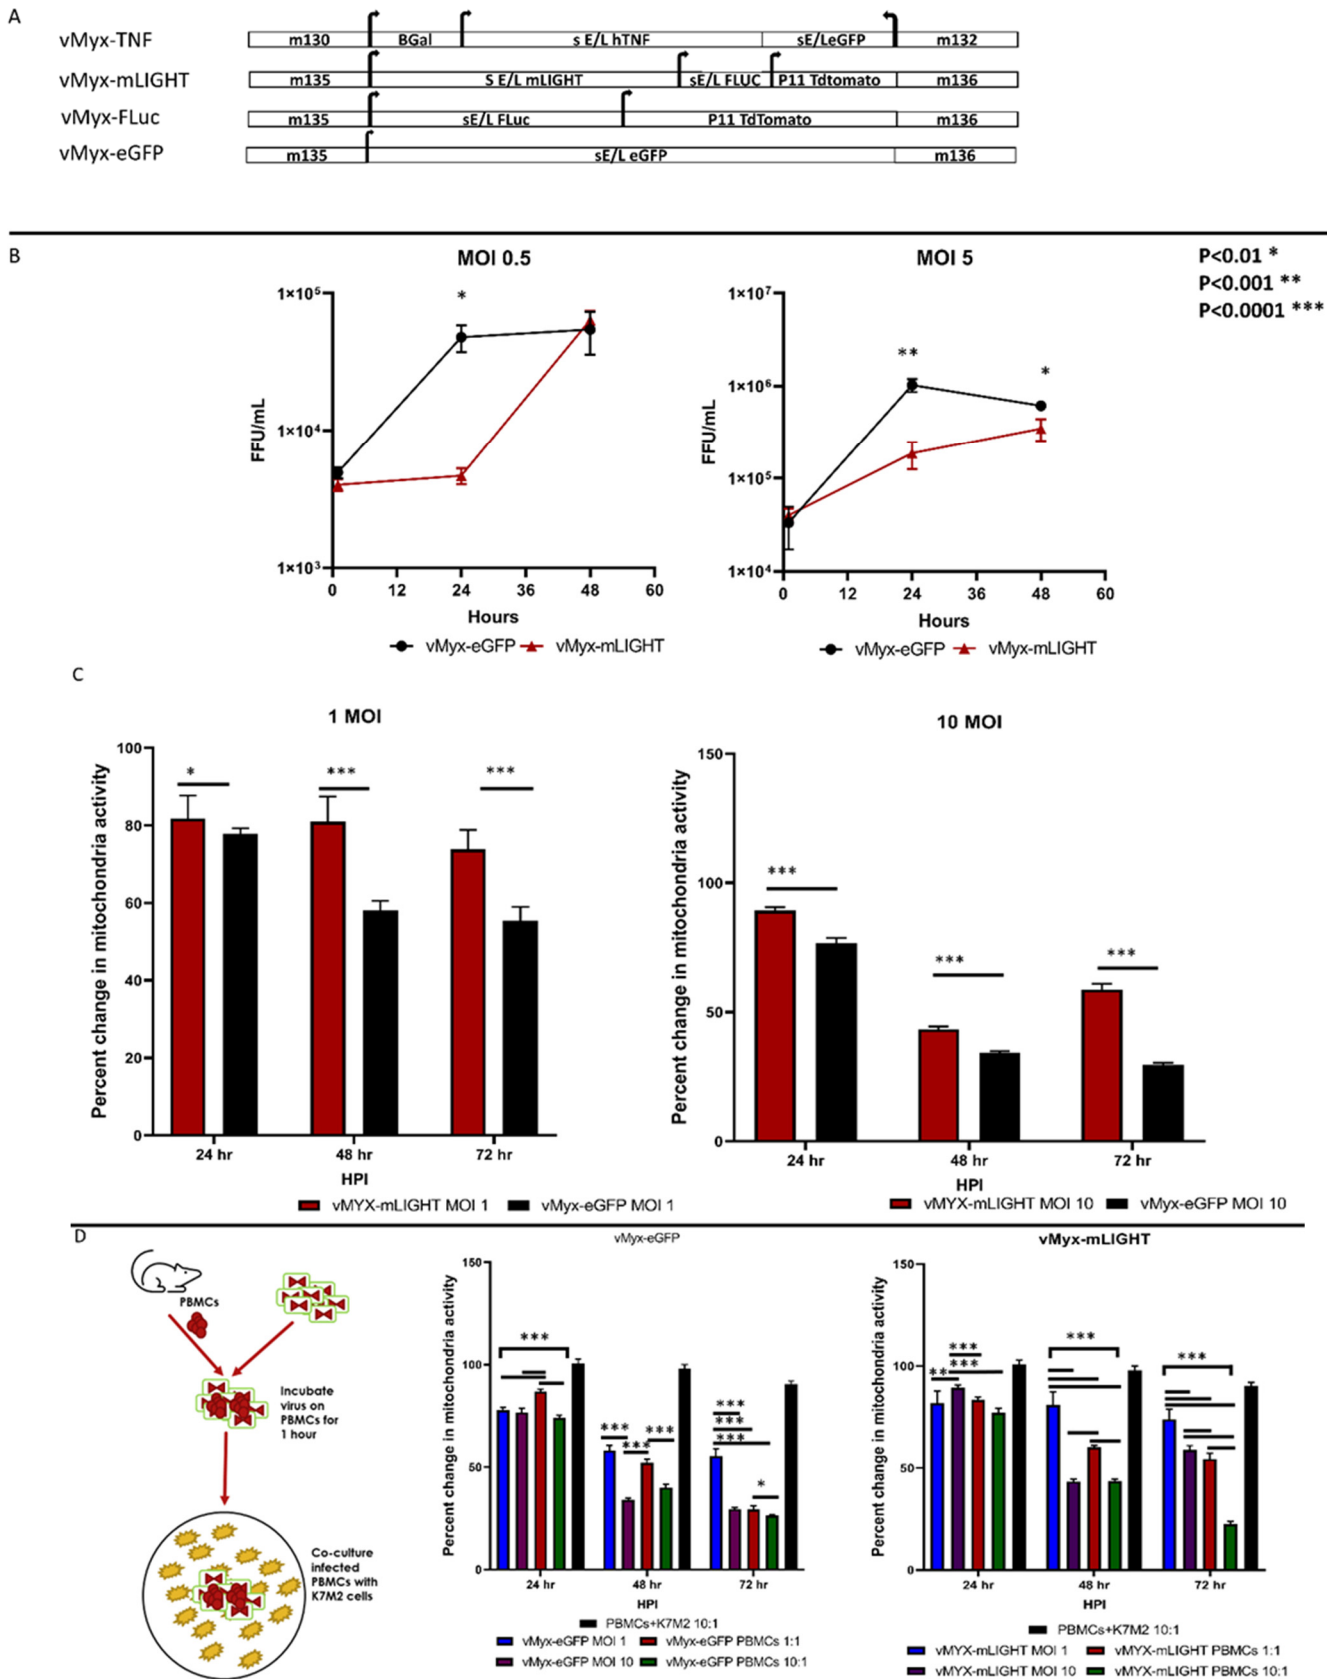 A
vMyx-TNF
m130 BGal s E/L hTNF sE/LeGFP m132
vMyx-mLIGHT
m135 S E/L mLIGHT sE/L FLUC P11 Tdtomato m136
vMyx-FLuc
m135 sE/L FLuc P11 TdTomato m136
vMyx-eGFP
m135 sE/L eGFP m136
B
MOI 0.5
MOI 5
P<0.01 *
P<0.001 **
P<0.0001 ***
FFU/mL
1×10⁵
1×10⁴
1×10³
*
0 12 24 36 48 60
Hours
vMyx-eGFP vMyx-mLIGHT
FFU/mL
1×10⁷
1×10⁶
1×10⁵
1×10⁴
**
*
0 12 24 36 48 60
Hours
vMyx-eGFP vMyx-mLIGHT
C
1 MOI
Percent change in mitochondria activity
100
80
60
40
20
0
* *** ***
24 hr 48 hr 72 hr
HPI
vMYX-mLIGHT MOI 1 vMyx-eGFP MOI 1
10 MOI
Percent change in mitochondria activity
150
100
50
0
*** *** ***
24 hr 48 hr 72 hr
HPI
vMYX-mLIGHT MOI 10 vMyx-eGFP MOI 10
D
PBMCs
Incubate
virus on
PBMCs for
1 hour
Co-culture
infected
PBMCs with
K7M2 cells
vMyx-eGFP
Percent change in mitochondria activity
150
100
50
0
***
*** *** ***
***
***
***
*
24 hr 48 hr 72 hr
HPI
PBMCs+K7M2 10:1
vMyx-eGFP MOI 1 vMyx-eGFP PBMCs 1:1
vMyx-eGFP MOI 10 vMyx-eGFP PBMCs 10:1
vMyx-mLIGHT
Percent change in mitochondria activity
150
100
50
0
** ***
***
***
***
24 hr 48 hr 72 hr
HPI
PBMCs+K7M2 10:1
vMYX-mLIGHT MOI 1 vMYX-mLIGHT PBMCs 1:1
vMYX-mLIGHT MOI 10 vMYX-mLIGHT PBMCs 10:1